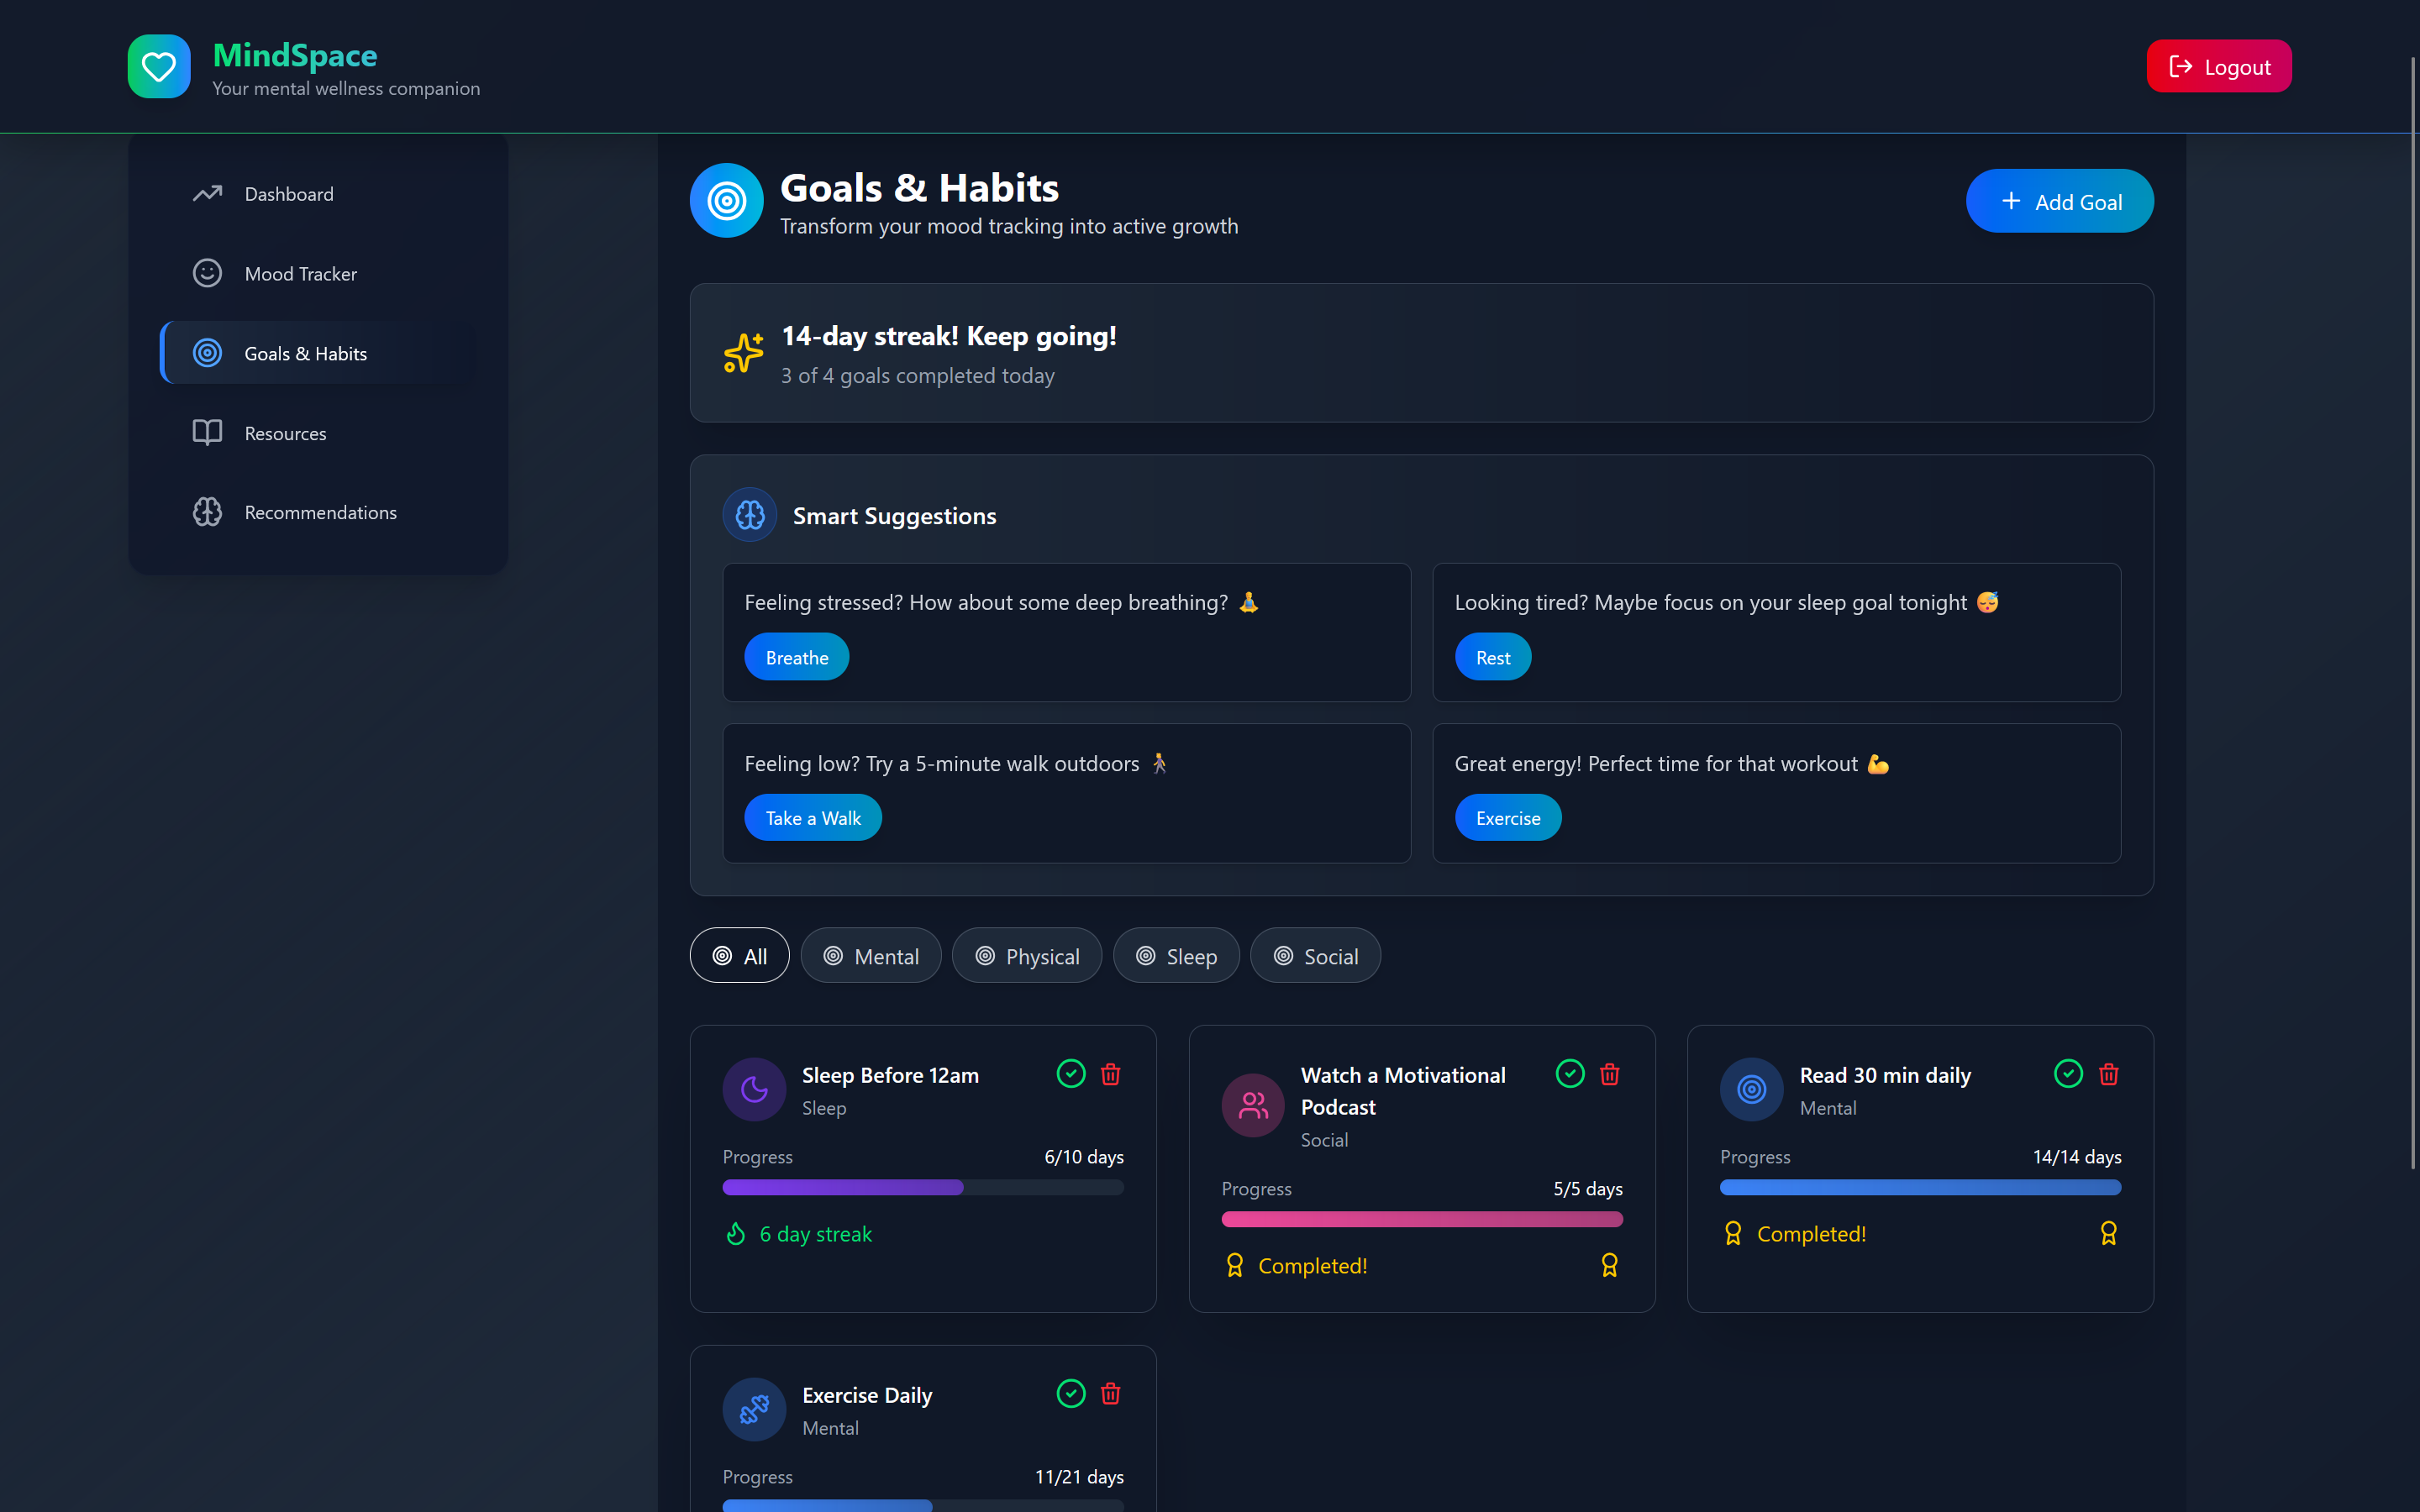 MindSpace
Your mental wellness companion
Logout
Dashboard
Mood Tracker
Goals & Habits
Resources
Recommendations
Goals & Habits
Transform your mood tracking into active growth
Add Goal
14-day streak! Keep going!
3 of 4 goals completed today
Smart Suggestions
Feeling stressed? How about some deep breathing? 🧘
Breathe
Looking tired? Maybe focus on your sleep goal tonight 😴
Rest
Feeling low? Try a 5-minute walk outdoors 🚶
Take a Walk
Great energy! Perfect time for that workout 💪
Exercise
All
Mental
Physical
Sleep
Social
Sleep Before 12am
Sleep
Progress 6/10 days
6 day streak
Watch a Motivational
Podcast
Social
Progress 5/5 days
Completed!
Read 30 min daily
Mental
Progress 14/14 days
Completed!
Exercise Daily
Mental
Progress 11/21 days